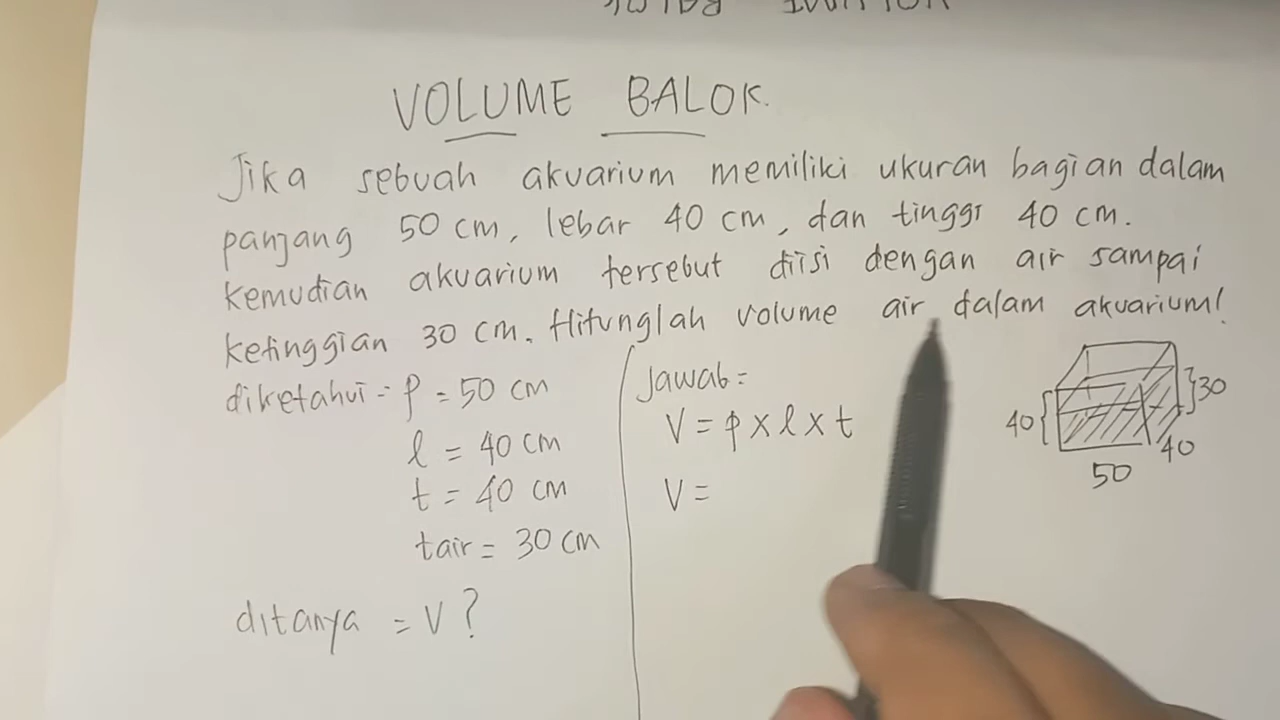 VOLUME BALOK.
Jika sebuah akuarium memiliki ukuran bagian dalam
panjang 50 cm, lebar 40 cm, dan tinggi 40 cm.
kemudian akuarium tersebut diisi dengan air sampai
ketinggian 30 cm. Hitunglah volume air dalam akuarium!
diketahui = p = 50 cm
l = 40 cm
t = 40 cm
tair = 30 cm
ditanya = V ?
Jawab =
V = p x l x t
V =
30
40
40
50